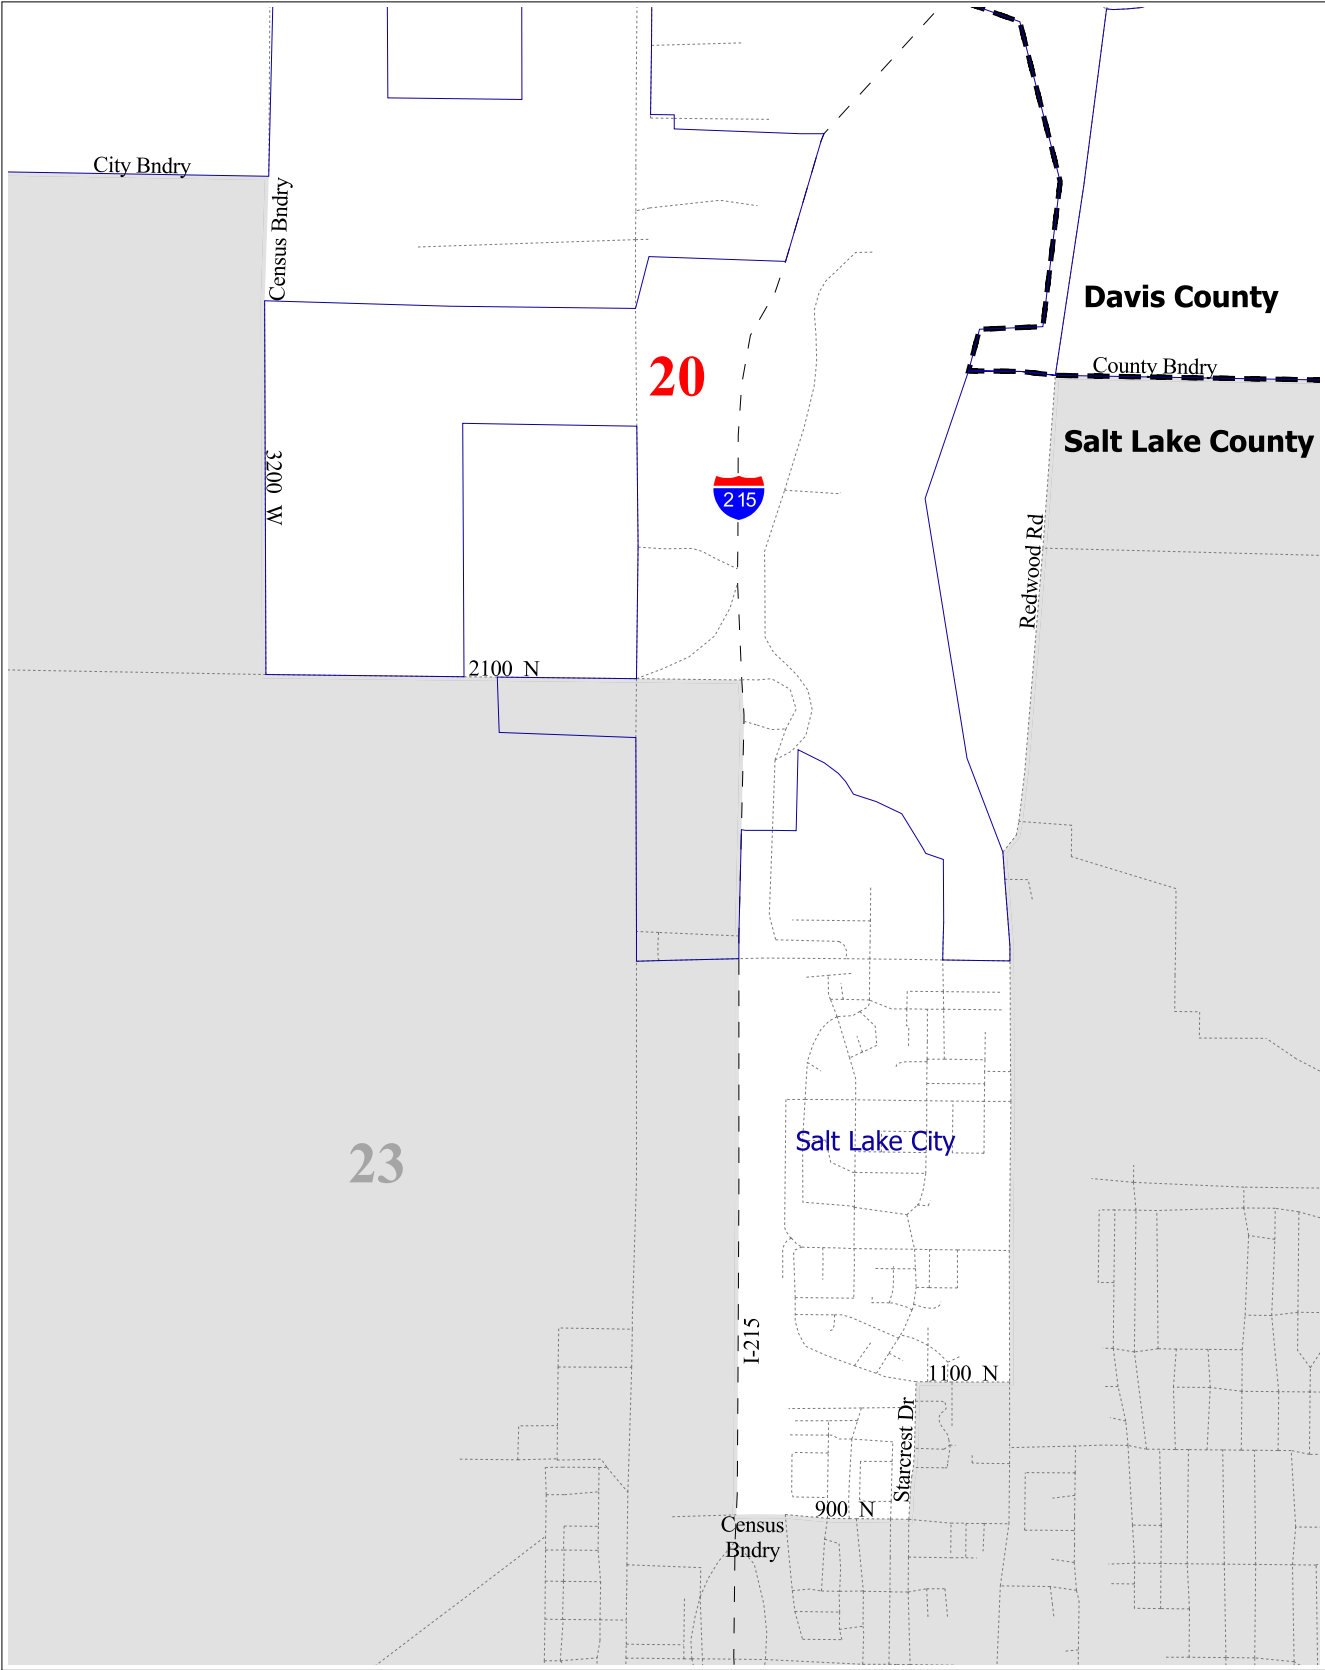 City Bndry
Census Bndry
Davis County
County Bndry
20
Salt Lake County
3200 W
215
Redwood Rd
2100 N
Salt Lake City
23
I-215
1100 N
Starcrest Dr
900 N
Census
Bndry